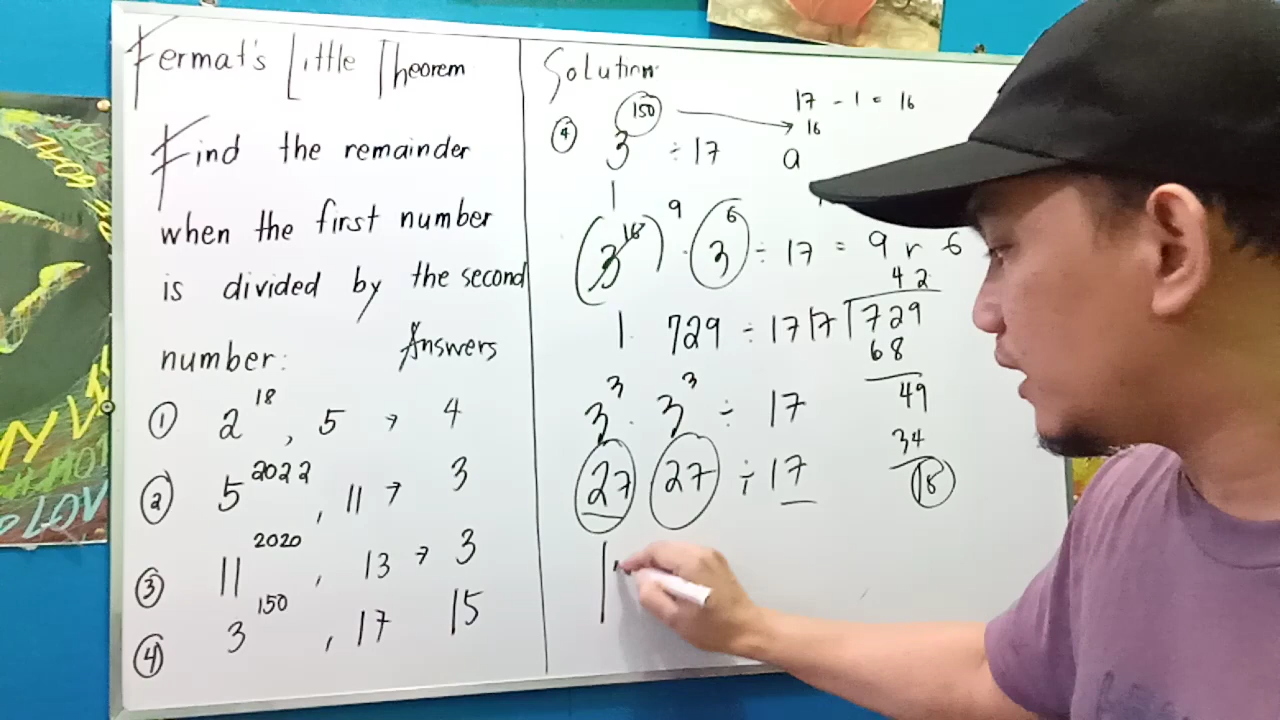 Fermat's Little Theorem
Find the remainder
when the first number
is divided by the second
number: Answers
① 2^18, 5 → 4
② 5^2022, 11 → 3
③ 11^2020, 13 → 3
④ 3^150, 17 15
Solution
17 - 1 = 16
④ 3^150 ÷ 17 → a^16
1
(3^16)^9 · 3^6 ÷ 17 = 9 r 6
42
1 · 729 ÷ 17 17 729
68
49
3^3 · 3^3 ÷ 17
34
27 27 ÷ 17
15
1